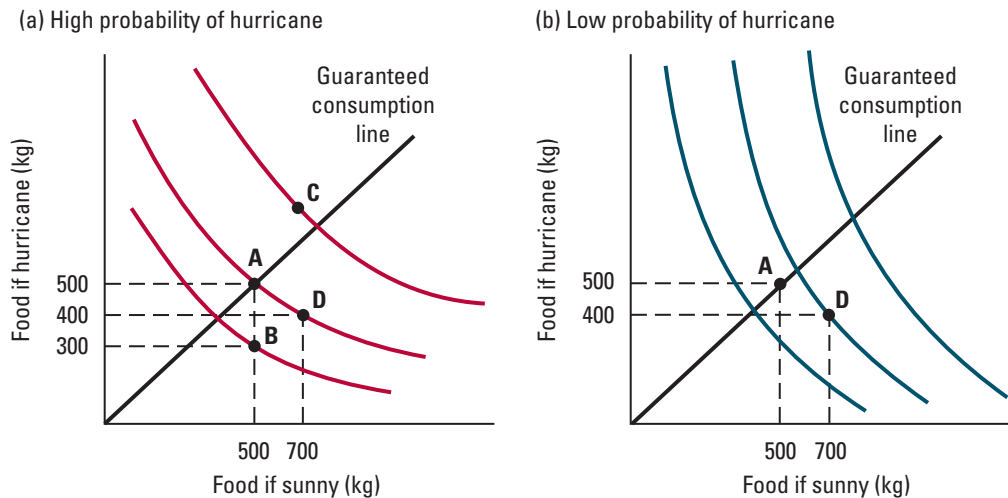 (a) High probability of hurricane
Guaranteed
consumption
line
C
A
D
B
500
400
300
500 700
Food if hurricane (kg)
Food if sunny (kg)
(b) Low probability of hurricane
Guaranteed
consumption
line
A
D
500
400
500 700
Food if hurricane (kg)
Food if sunny (kg)